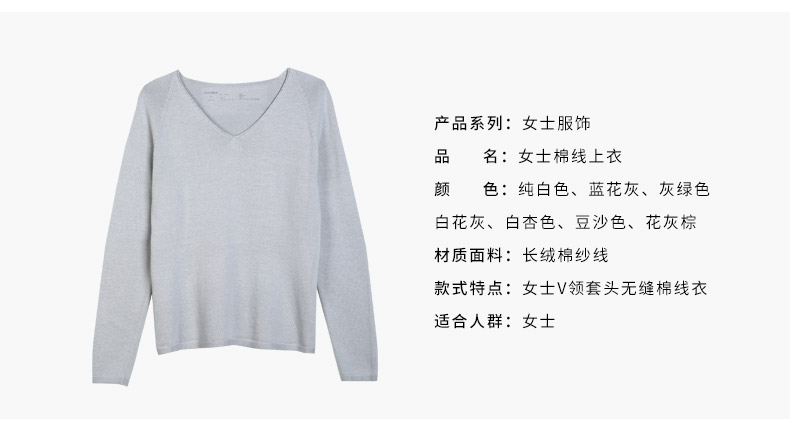 产品系列：女士服饰
品 名：女士棉线上衣
颜 色：纯白色、蓝花灰、灰绿色
白花灰、白杏色、豆沙色、花灰棕
材质面料：长绒棉纱线
款式特点：女士V领套头无缝棉线衣
适合人群：女士